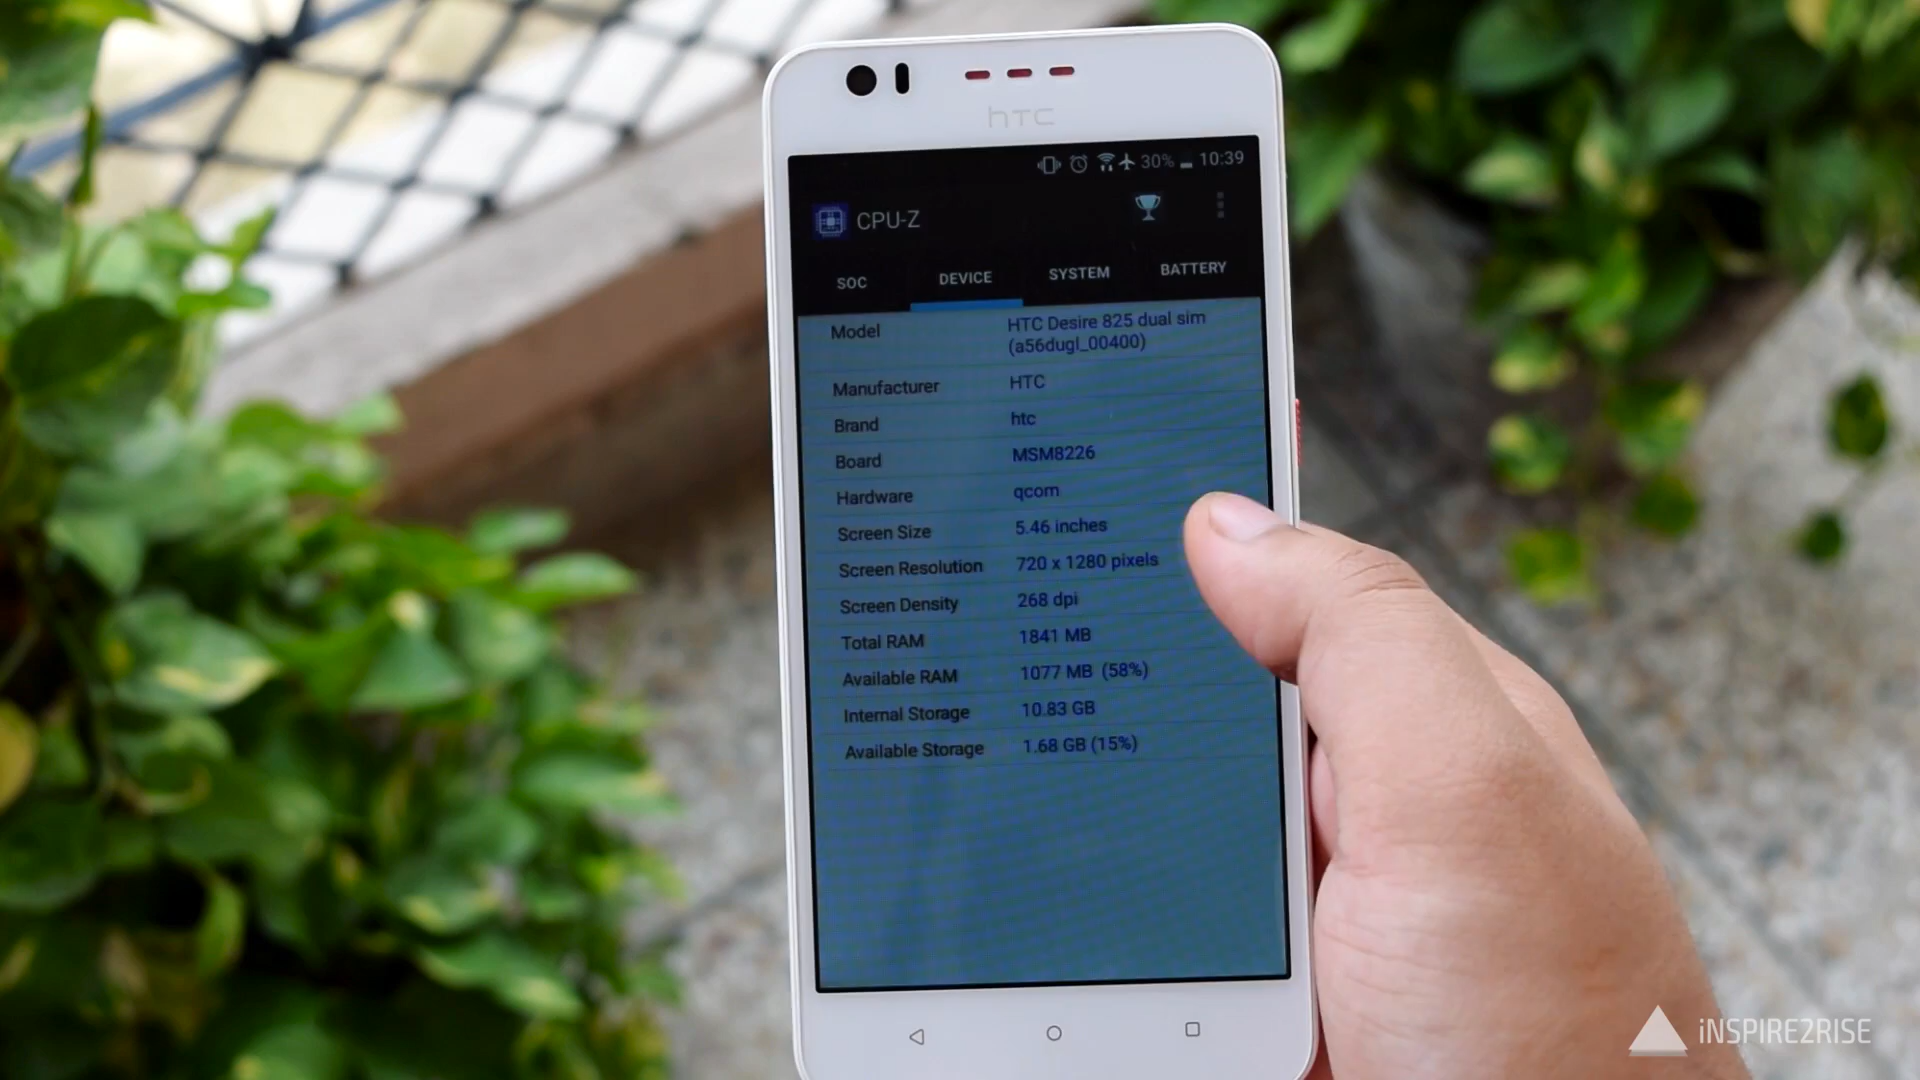 hTC
30% 10:39
CPU-Z
SOC DEVICE SYSTEM BATTERY
Model HTC Desire 825 dual sim
(a56dugl_00400)
Manufacturer HTC
Brand htc
Board MSM8226
Hardware qcom
Screen Size 5.46 inches
Screen Resolution 720 x 1280 pixels
Screen Density 268 dpi
Total RAM 1841 MB
Available RAM 1077 MB (58%)
Internal Storage 10.83 GB
Available Storage 1.68 GB (15%)
iNSPIRE2RISE